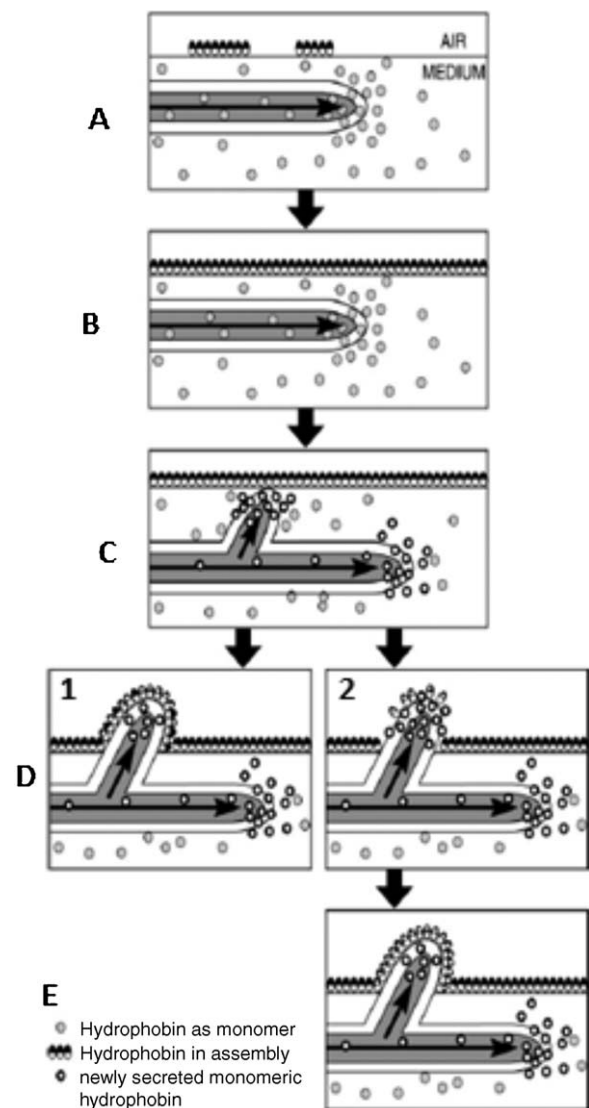 AIR
MEDIUM
A
B
C
1
2
D
E
Hydrophobin as monomer
Hydrophobin in assembly
newly secreted monomeric
hydrophobin